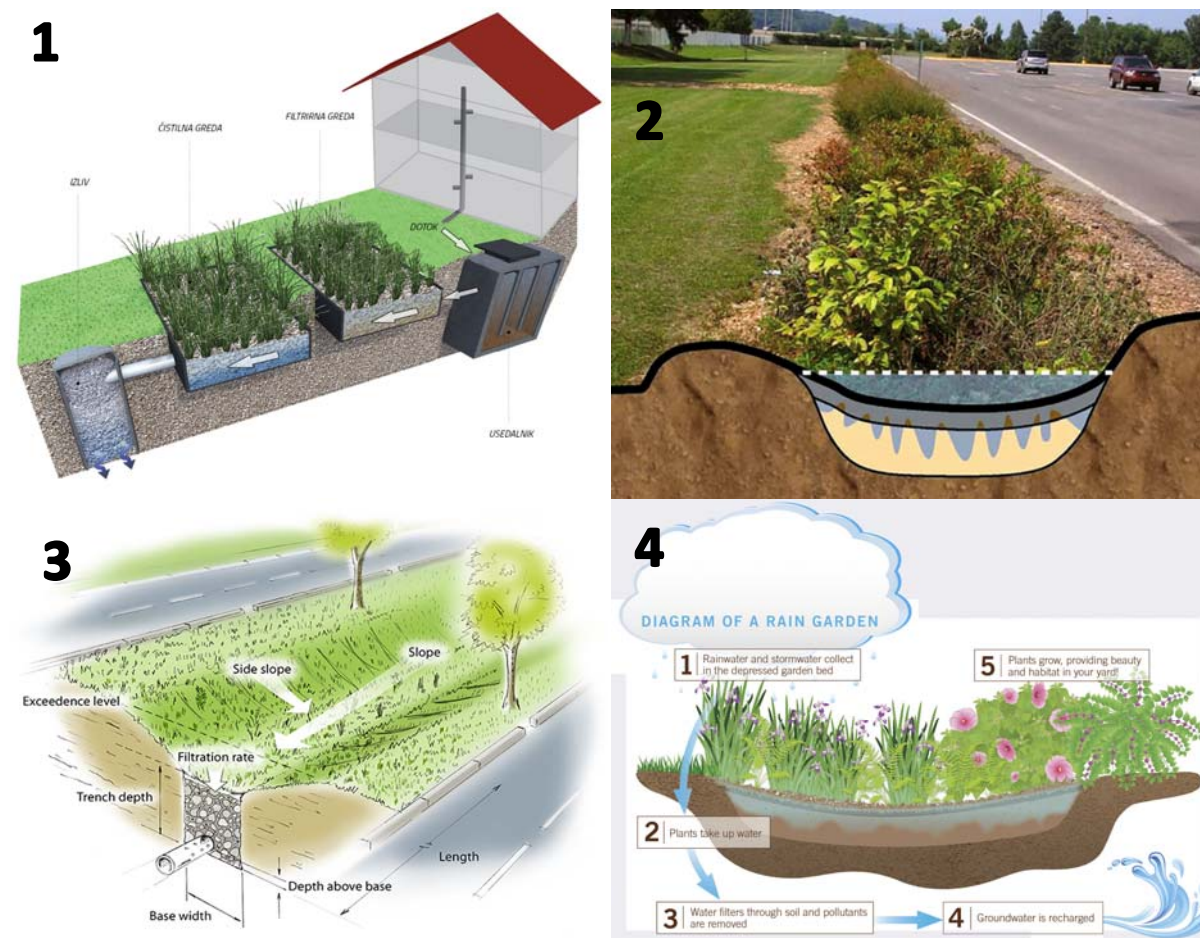 1
ČISTILNA GREDA
FILTRIRNA GREDA
IZLIV
DOTOK
USEDALNIK
2
3
Side slope
Slope
Exceedence level
Filtration rate
Trench depth
Length
Depth above base
Base width
4
DIAGRAM OF A RAIN GARDEN
1 Rainwater and stormwater collect
in the depressed garden bed
5 Plants grow, providing beauty
and habitat in your yard!
2 Plants take up water
3 Water filters through soil and pollutants
are removed
4 Groundwater is recharged